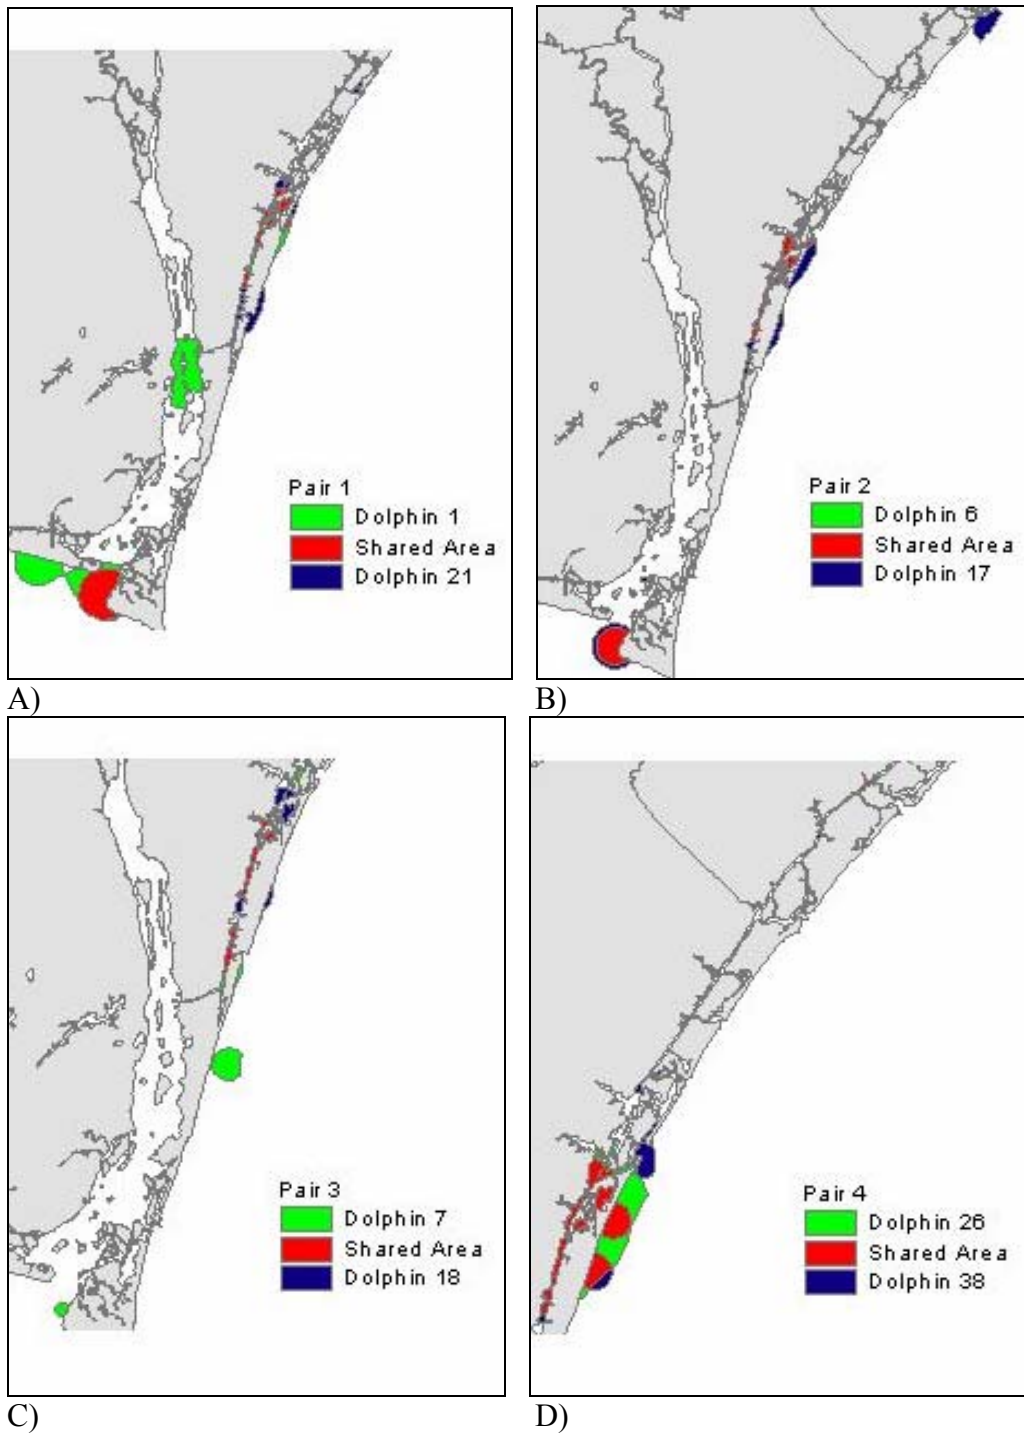 Pair 1
Dolphin 1
Shared Area
Dolphin 21
A)
Pair 2
Dolphin 6
Shared Area
Dolphin 17
B)
Pair 3
Dolphin 7
Shared Area
Dolphin 18
C)
Pair 4
Dolphin 26
Shared Area
Dolphin 38
D)